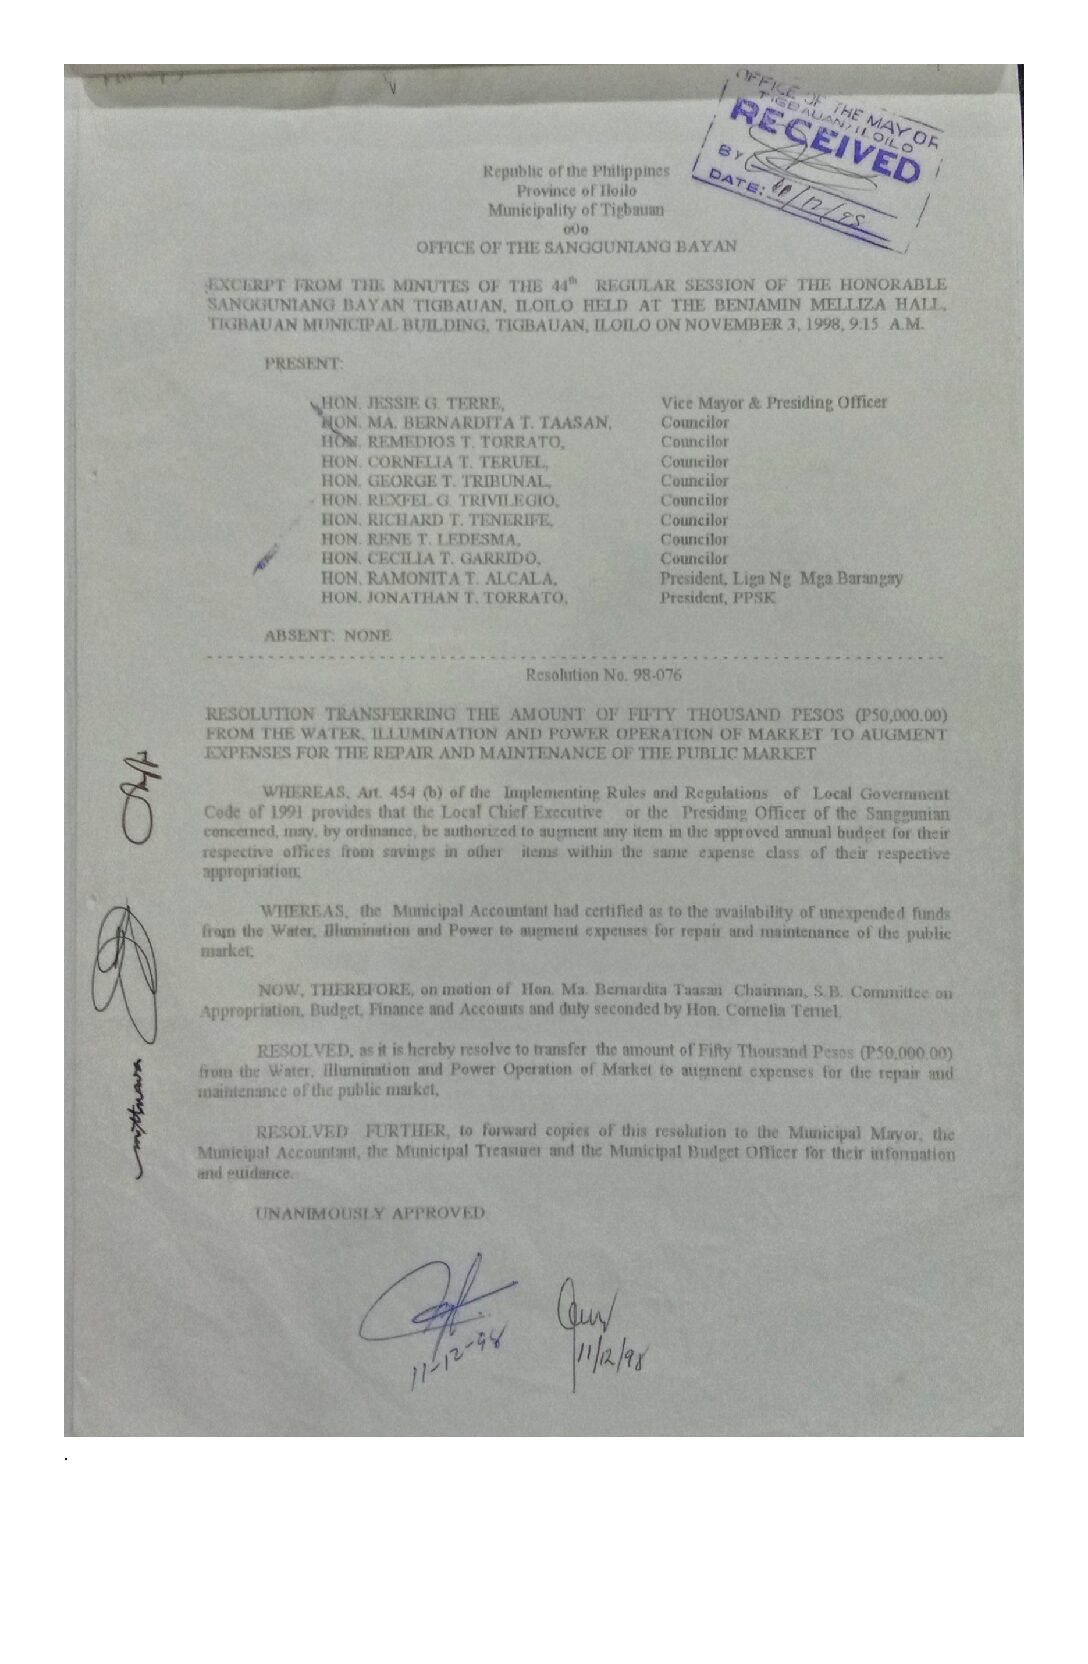 OFFICE OF THE MAYOR
TIGBAUAN, ILOILO
RECEIVED
BY
DATE: 11/12/98
Republic of the Philippines
Province of Iloilo
Municipality of Tigbauan
o0o
OFFICE OF THE SANGGUNIANG BAYAN
EXCERPT FROM THE MINUTES OF THE 44th REGULAR SESSION OF THE HONORABLE
SANGGUNIANG BAYAN TIGBAUAN, ILOILO HELD AT THE BENJAMIN MELLIZA HALL,
TIGBAUAN MUNICIPAL BUILDING, TIGBAUAN, ILOILO ON NOVEMBER 3, 1998, 9:15 A.M.
PRESENT:
HON. JESSIE G. TERRE, Vice Mayor & Presiding Officer
HON. MA. BERNARDITA T. TAASAN, Councilor
HON. REMEDIOS T. TORRATO, Councilor
HON. CORNELIA T. TERUEL, Councilor
HON. GEORGE T. TRIBUNAL, Councilor
HON. REXFEL G. TRIVILEGIO, Councilor
HON. RICHARD T. TENERIFE, Councilor
HON. RENE T. LEDESMA, Councilor
HON. CECILIA T. GARRIDO, Councilor
HON. RAMONITA T. ALCALA, President, Liga Ng Mga Barangay
HON. JONATHAN T. TORRATO, President, PPSK
ABSENT: NONE
Resolution No. 98-076
RESOLUTION TRANSFERRING THE AMOUNT OF FIFTY THOUSAND PESOS (P50,000.00)
FROM THE WATER, ILLUMINATION AND POWER OPERATION OF MARKET TO AUGMENT
EXPENSES FOR THE REPAIR AND MAINTENANCE OF THE PUBLIC MARKET
WHEREAS, Art. 454 (b) of the Implementing Rules and Regulations of Local Government
Code of 1991 provides that the Local Chief Executive or the Presiding Officer of the Sanggunian
concerned, may, by ordinance, be authorized to augment any item in the approved annual budget for their
respective offices from savings in other items within the same expense class of their respective
appropriation;
WHEREAS, the Municipal Accountant had certified as to the availability of unexpended funds
from the Water, Illumination and Power to augment expenses for repair and maintenance of the public
market;
NOW, THEREFORE, on motion of Hon. Ma. Bernardita Taasan Chairman, S.B. Committee on
Appropriation, Budget, Finance and Accounts and duly seconded by Hon. Cornelia Teruel,
RESOLVED, as it is hereby resolve to transfer the amount of Fifty Thousand Pesos (P50,000.00)
from the Water, Illumination and Power Operation of Market to augment expenses for the repair and
maintenance of the public market,
RESOLVED FURTHER, to forward copies of this resolution to the Municipal Mayor, the
Municipal Accountant, the Municipal Treasurer and the Municipal Budget Officer for their information
and guidance.
UNANIMOUSLY APPROVED.
11-12-98
11/12/98